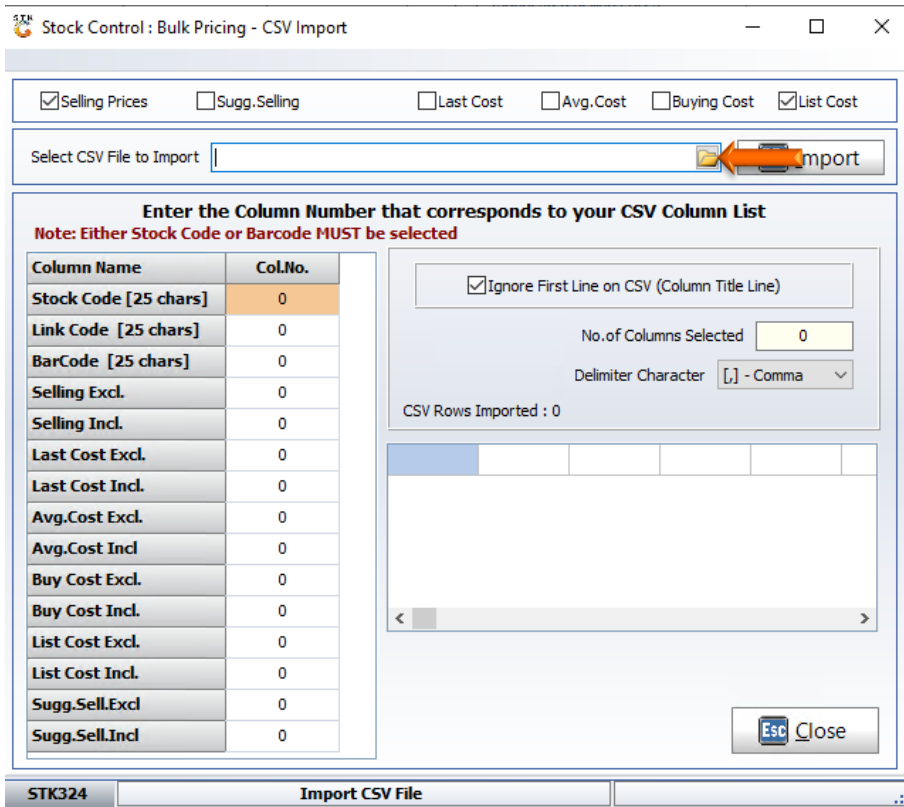 STK
Stock Control : Bulk Pricing - CSV Import
Selling Prices Sugg.Selling Last Cost Avg.Cost Buying Cost List Cost
Select CSV File to Import mport
Enter the Column Number that corresponds to your CSV Column List
Note: Either Stock Code or Barcode MUST be selected
Column Name Col.No.
Stock Code [25 chars] 0
Link Code [25 chars] 0
BarCode [25 chars] 0
Selling Excl. 0
Selling Incl. 0
Last Cost Excl. 0
Last Cost Incl. 0
Avg.Cost Excl. 0
Avg.Cost Incl 0
Buy Cost Excl. 0
Buy Cost Incl. 0
List Cost Excl. 0
List Cost Incl. 0
Sugg.Sell.Excl 0
Sugg.Sell.Incl 0
Ignore First Line on CSV (Column Title Line)
No.of Columns Selected 0
Delimiter Character [,] - Comma
CSV Rows Imported : 0
Esc Close
STK324 Import CSV File